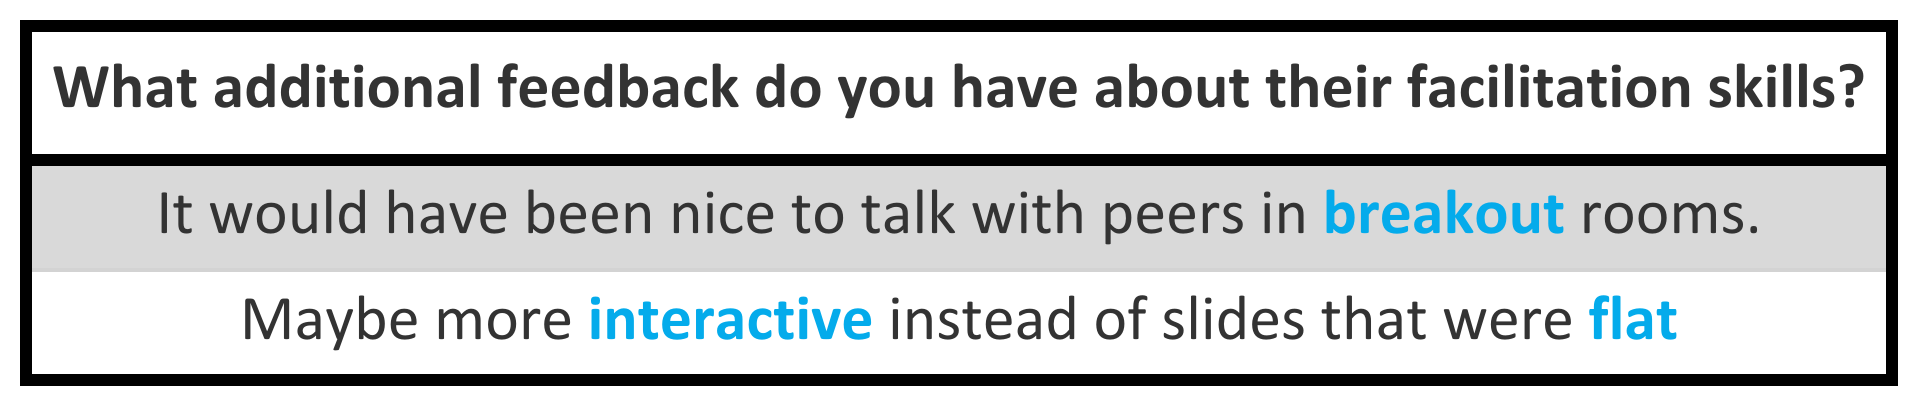 What additional feedback do you have about their facilitation skills?
It would have been nice to talk with peers in breakout rooms.
Maybe more interactive instead of slides that were flat